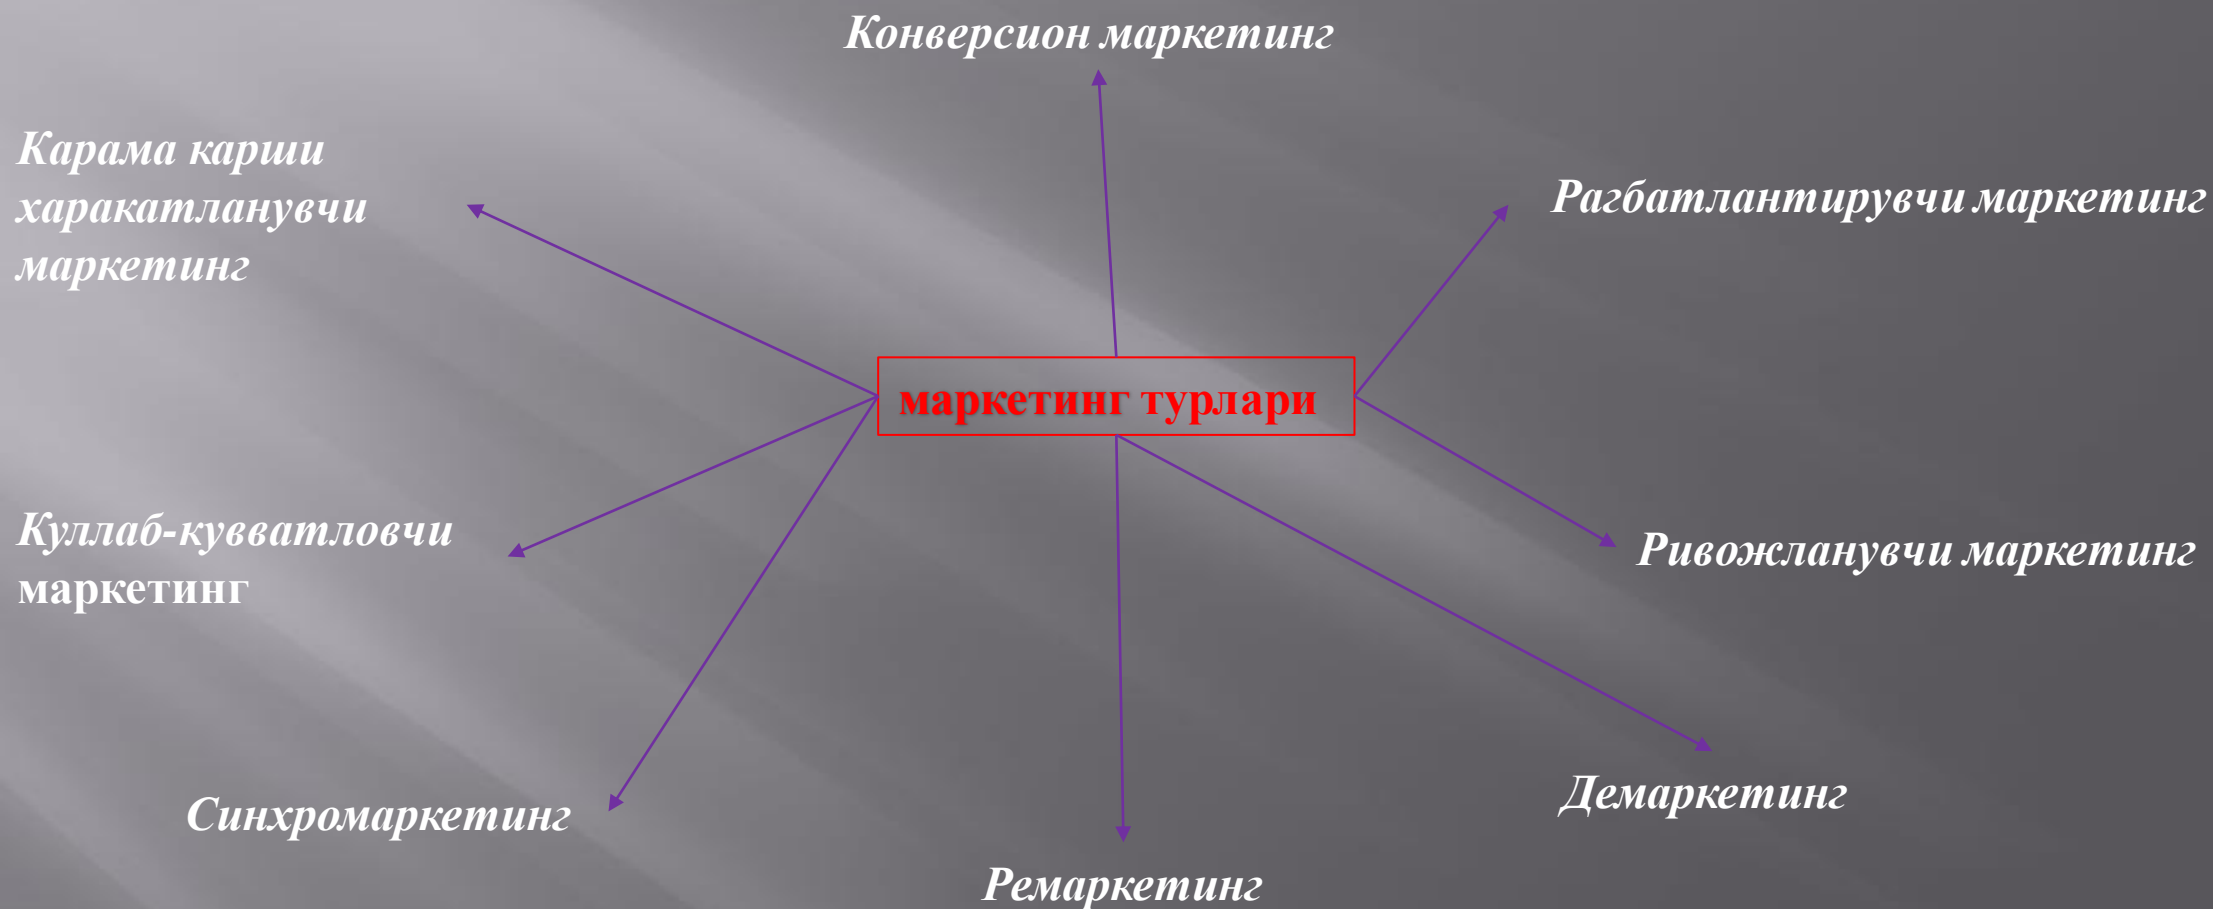 Конверсион маркетинг
Карама карши
харакатланувчи
маркетинг
Рагбатлантирувчи маркетинг
маркетинг турлари
Куллаб-кувватловчи
маркетинг
Ривожланувчи маркетинг
Синхромаркетинг
Демаркетинг
Ремаркетинг